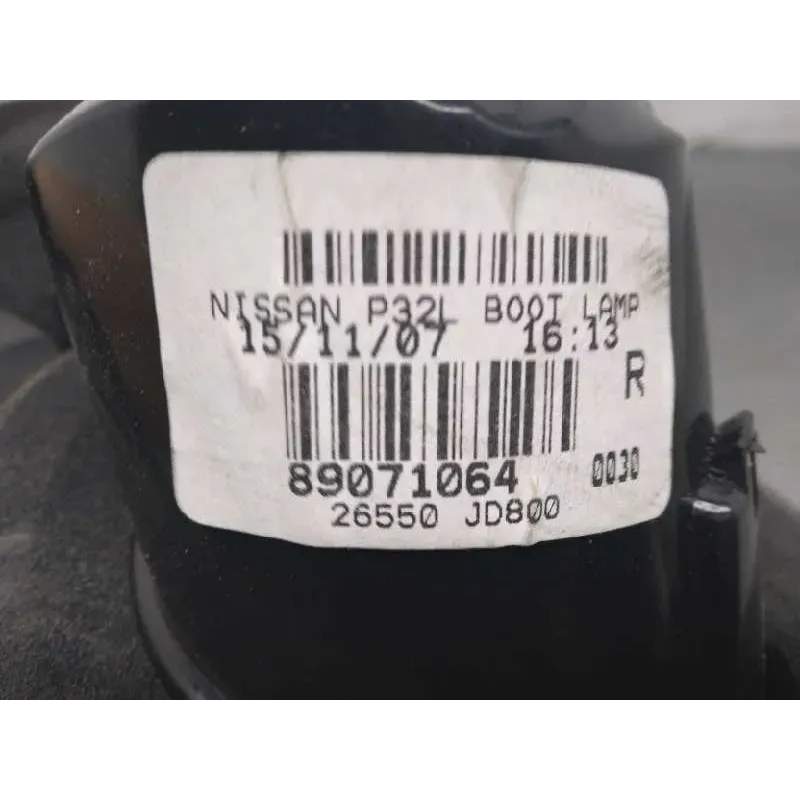 NISSAN P32L BOOT LAMP
15/11/07 16:13
R
89071064 0030
26550 JD800